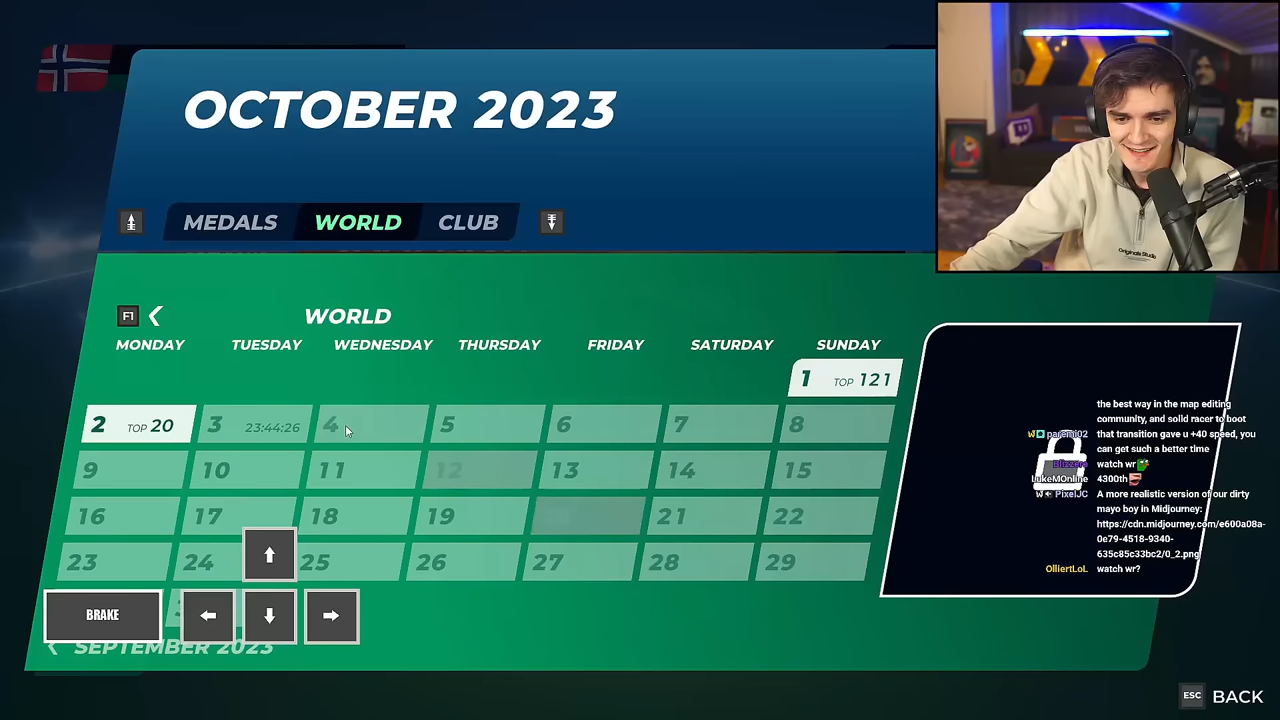 OCTOBER 2023
MEDALS WORLD CLUB
F1 WORLD
MONDAY TUESDAY WEDNESDAY THURSDAY FRIDAY SATURDAY SUNDAY
1 TOP 121
2 TOP 20 3 23:44:26 4 5 6 7 8
9 10 11 12 13 14 15
16 17 18 19 21 22
23 24 25 26 27 28 29
BRAKE
SEPTEMBER 2023
the best way in the map editing
community, and solid racer to boot
that transition gave u +40 speed, you
can get such a better time
Blizzere watch wr
LukeMOnline 4300th
PixelJC A more realistic version of our dirty
mayo boy in Midjourney:
https://cdn.midjourney.com/e600a08a-
0e79-4518-9340-
635c85c33bc2/0_2.png
OlliertLoL watch wr?
Originals Studio
ESC BACK